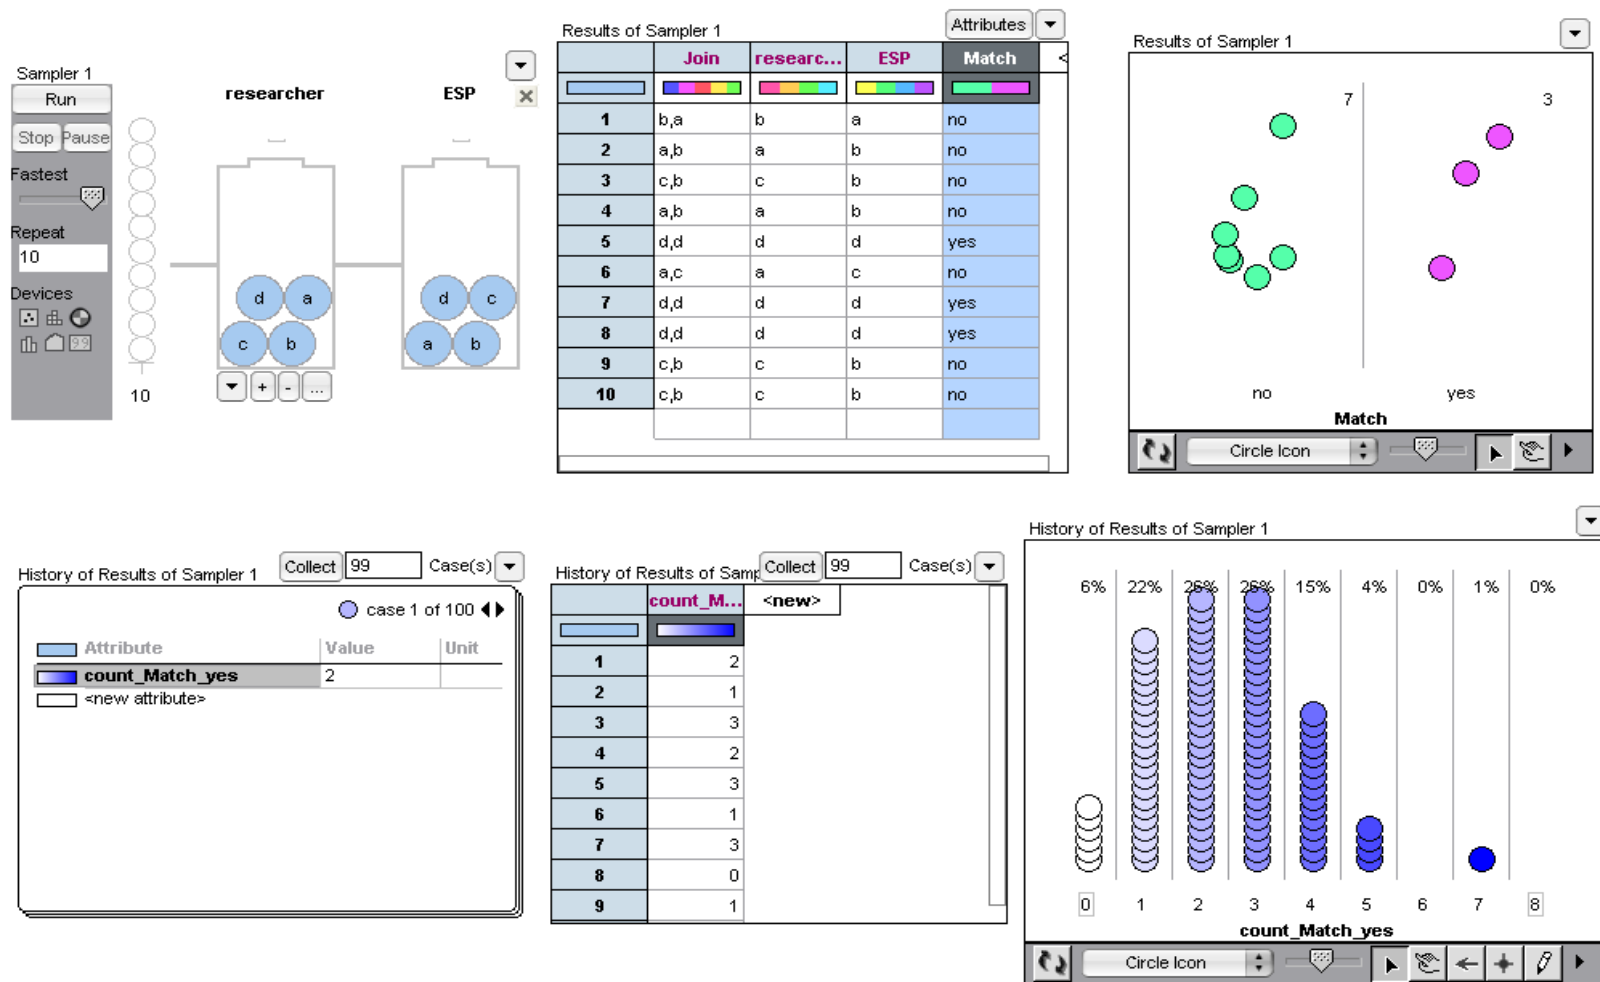 Sampler 1
Run
Stop Pause
Fastest
Repeat
10
Devices
99
10
researcher ESP
d a
c b
d c
a b
Results of Sampler 1 Attributes
Join researc... ESP Match <
1 b,a b a no
2 a,b a b no
3 c,b c b no
4 a,b a b no
5 d,d d d yes
6 a,c a c no
7 d,d d d yes
8 d,d d d yes
9 c,b c b no
10 c,b c b no
Results of Sampler 1
7 3
no yes
Match
Circle Icon
History of Results of Sampler 1 Collect 99 Case(s)
case 1 of 100
Attribute Value Unit
count_Match_yes 2
<new attribute>
History of Results of Samp Collect 99 Case(s)
count_M... <new>
1 2
2 1
3 3
4 2
5 3
6 1
7 3
8 0
9 1
History of Results of Sampler 1
6% 22% 26% 26% 15% 4% 0% 1% 0%
0 1 2 3 4 5 6 7 8
count_Match_yes
Circle Icon